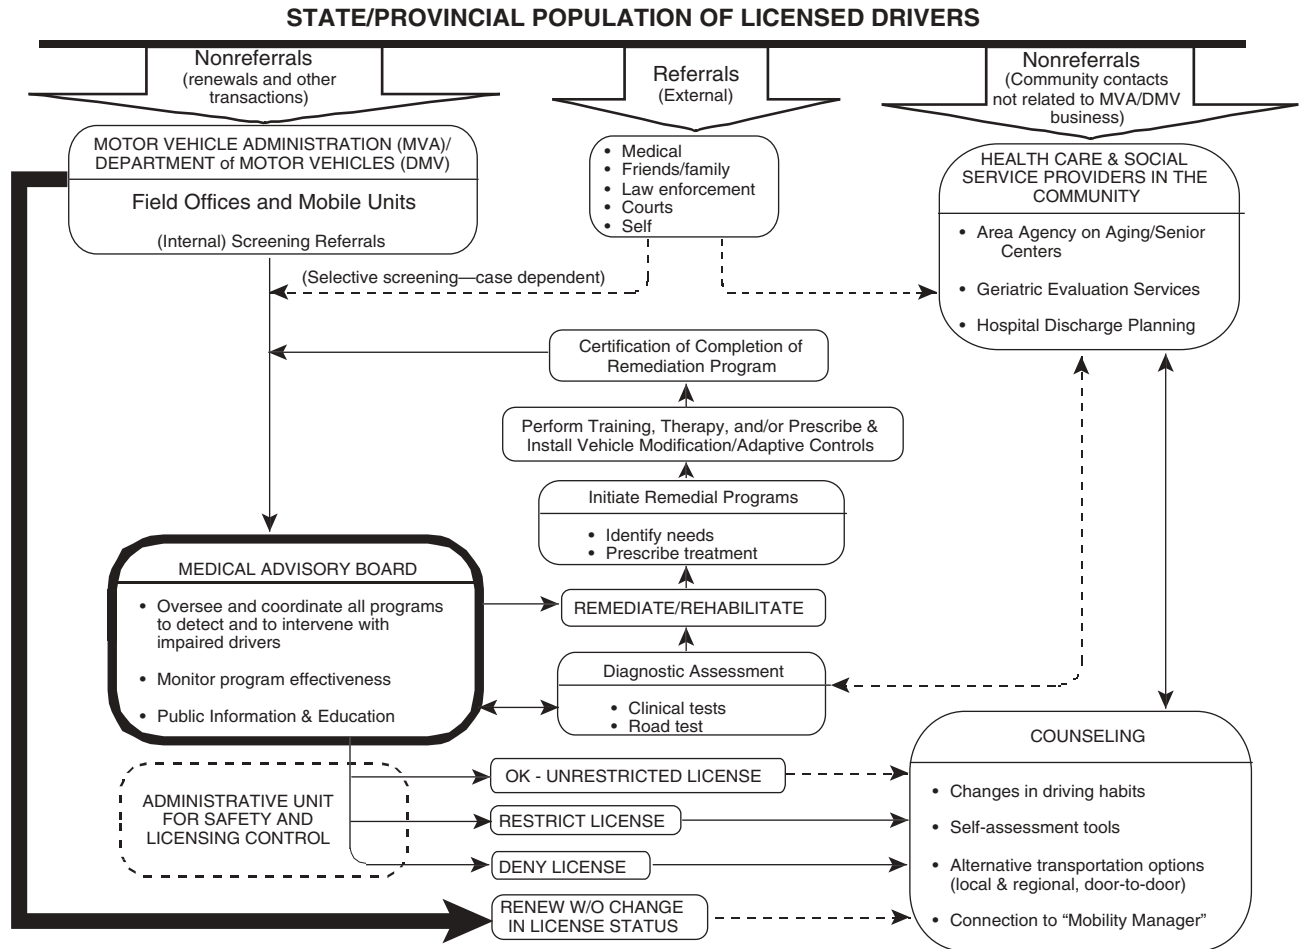 STATE/PROVINCIAL POPULATION OF LICENSED DRIVERS
Nonreferrals
(renewals and other
transactions)
Referrals
(External)
Nonreferrals
(Community contacts
not related to MVA/DMV
business)
MOTOR VEHICLE ADMINISTRATION (MVA)/
DEPARTMENT of MOTOR VEHICLES (DMV)
Field Offices and Mobile Units
(Internal) Screening Referrals
• Medical
• Friends/family
• Law enforcement
• Courts
• Self
HEALTH CARE & SOCIAL
SERVICE PROVIDERS IN THE
COMMUNITY
• Area Agency on Aging/Senior
Centers
• Geriatric Evaluation Services
• Hospital Discharge Planning
(Selective screening—case dependent)
Certification of Completion of
Remediation Program
Perform Training, Therapy, and/or Prescribe &
Install Vehicle Modification/Adaptive Controls
Initiate Remedial Programs
• Identify needs
• Prescribe treatment
MEDICAL ADVISORY BOARD
• Oversee and coordinate all programs
to detect and to intervene with
impaired drivers
• Monitor program effectiveness
• Public Information & Education
REMEDIATE/REHABILITATE
Diagnostic Assessment
• Clinical tests
• Road test
ADMINISTRATIVE UNIT
FOR SAFETY AND
LICENSING CONTROL
OK - UNRESTRICTED LICENSE
RESTRICT LICENSE
DENY LICENSE
RENEW W/O CHANGE
IN LICENSE STATUS
COUNSELING
• Changes in driving habits
• Self-assessment tools
• Alternative transportation options
(local & regional, door-to-door)
• Connection to “Mobility Manager”